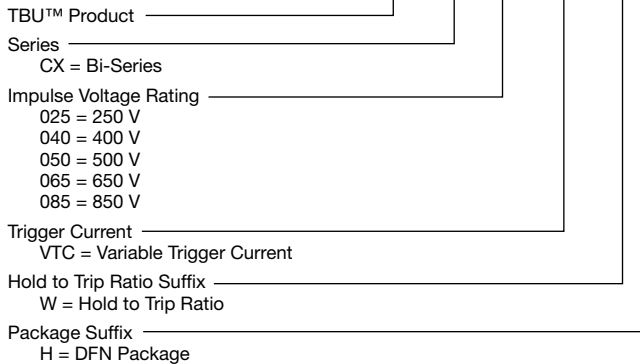 TBU™ Product
Series
CX = Bi-Series
Impulse Voltage Rating
025 = 250 V
040 = 400 V
050 = 500 V
065 = 650 V
085 = 850 V
Trigger Current
VTC = Variable Trigger Current
Hold to Trip Ratio Suffix
W = Hold to Trip Ratio
Package Suffix
H = DFN Package